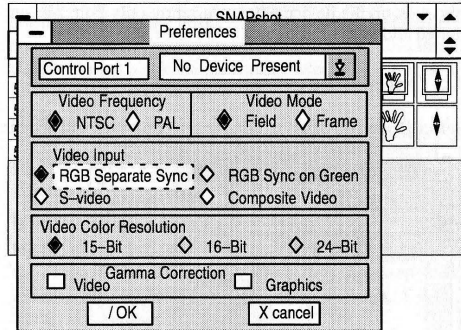 SNAPshot
Preferences
Control Port 1 No Device Present
Video Frequency Video Mode
NTSC PAL Field Frame
Video Input
RGB Separate Sync RGB Sync on Green
S–video Composite Video
Video Color Resolution
15–Bit 16–Bit 24–Bit
Gamma Correction
Video Graphics
/ OK X cancel